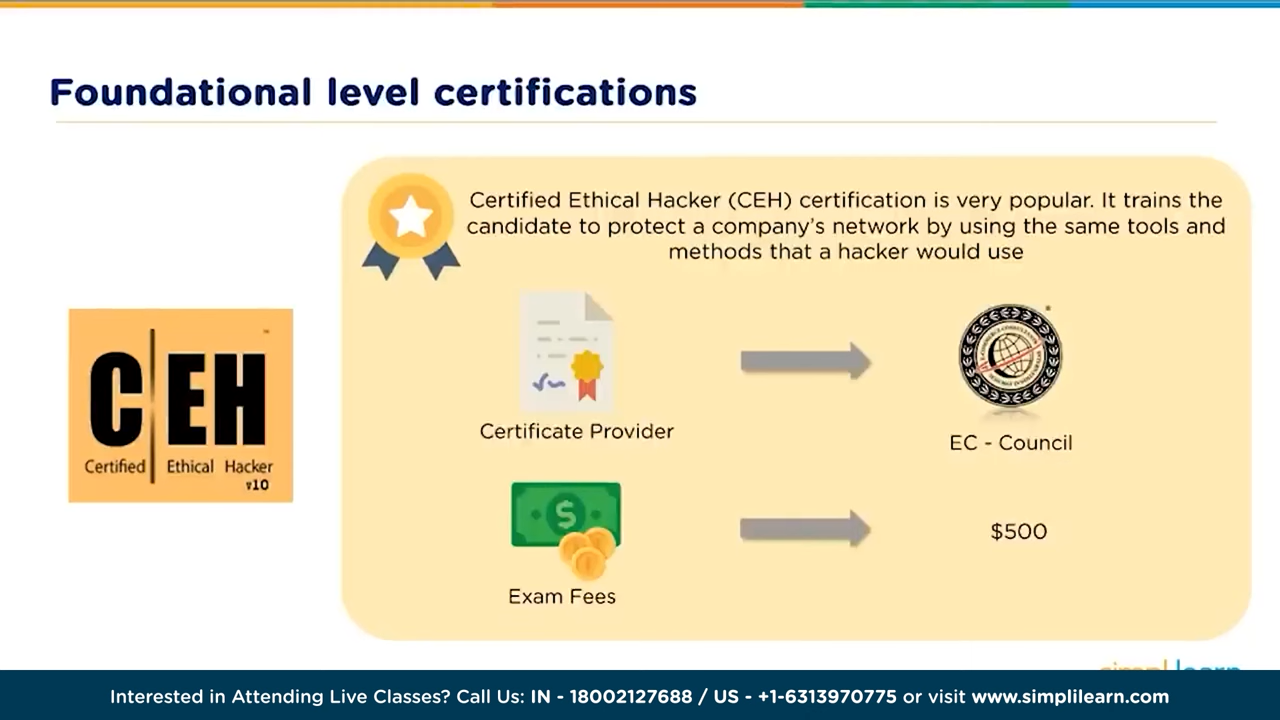 Foundational level certifications
Certified Ethical Hacker (CEH) certification is very popular. It trains the
candidate to protect a company's network by using the same tools and
methods that a hacker would use
C EH
™
Certified Ethical Hacker
v10
Certificate Provider
EC - Council
$500
Exam Fees
simplilearn
Interested in Attending Live Classes? Call Us: IN - 18002127688 / US - +1-6313970775 or visit www.simplilearn.com